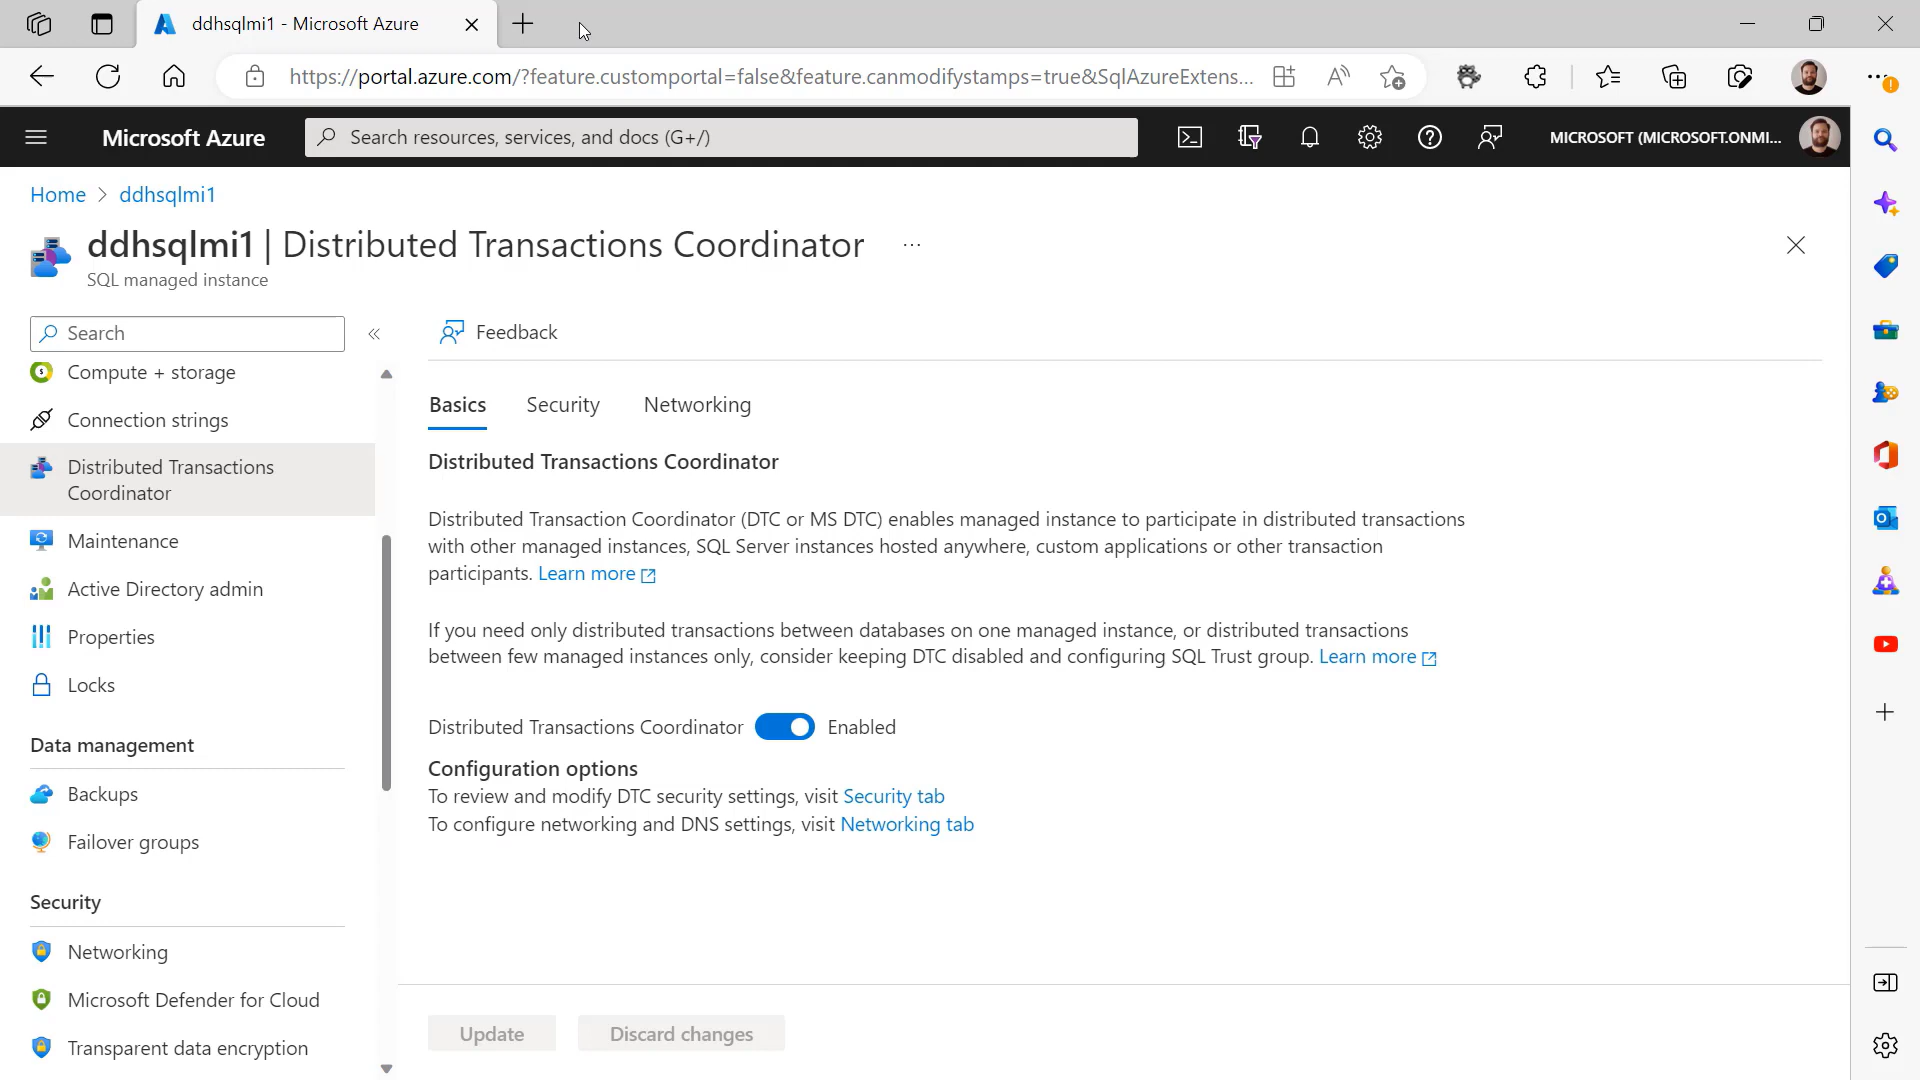 ddhsqlmi1 - Microsoft Azure
https://portal.azure.com/?feature.customportal=false&feature.canmodifystamps=true&SqlAzureExtens...
Microsoft Azure
Search resources, services, and docs (G+/)
MICROSOFT (MICROSOFT.ONMI...
Home > ddhsqlmi1
ddhsqlmi1 | Distributed Transactions Coordinator ...
SQL managed instance
Search
Compute + storage
Connection strings
Distributed Transactions
Coordinator
Maintenance
Active Directory admin
Properties
Locks
Data management
Backups
Failover groups
Security
Networking
Microsoft Defender for Cloud
Transparent data encryption
Feedback
Basics Security Networking
Distributed Transactions Coordinator
Distributed Transaction Coordinator (DTC or MS DTC) enables managed instance to participate in distributed transactions
with other managed instances, SQL Server instances hosted anywhere, custom applications or other transaction
participants. Learn more
If you need only distributed transactions between databases on one managed instance, or distributed transactions
between few managed instances only, consider keeping DTC disabled and configuring SQL Trust group. Learn more
Distributed Transactions Coordinator Enabled
Configuration options
To review and modify DTC security settings, visit Security tab
To configure networking and DNS settings, visit Networking tab
Update Discard changes